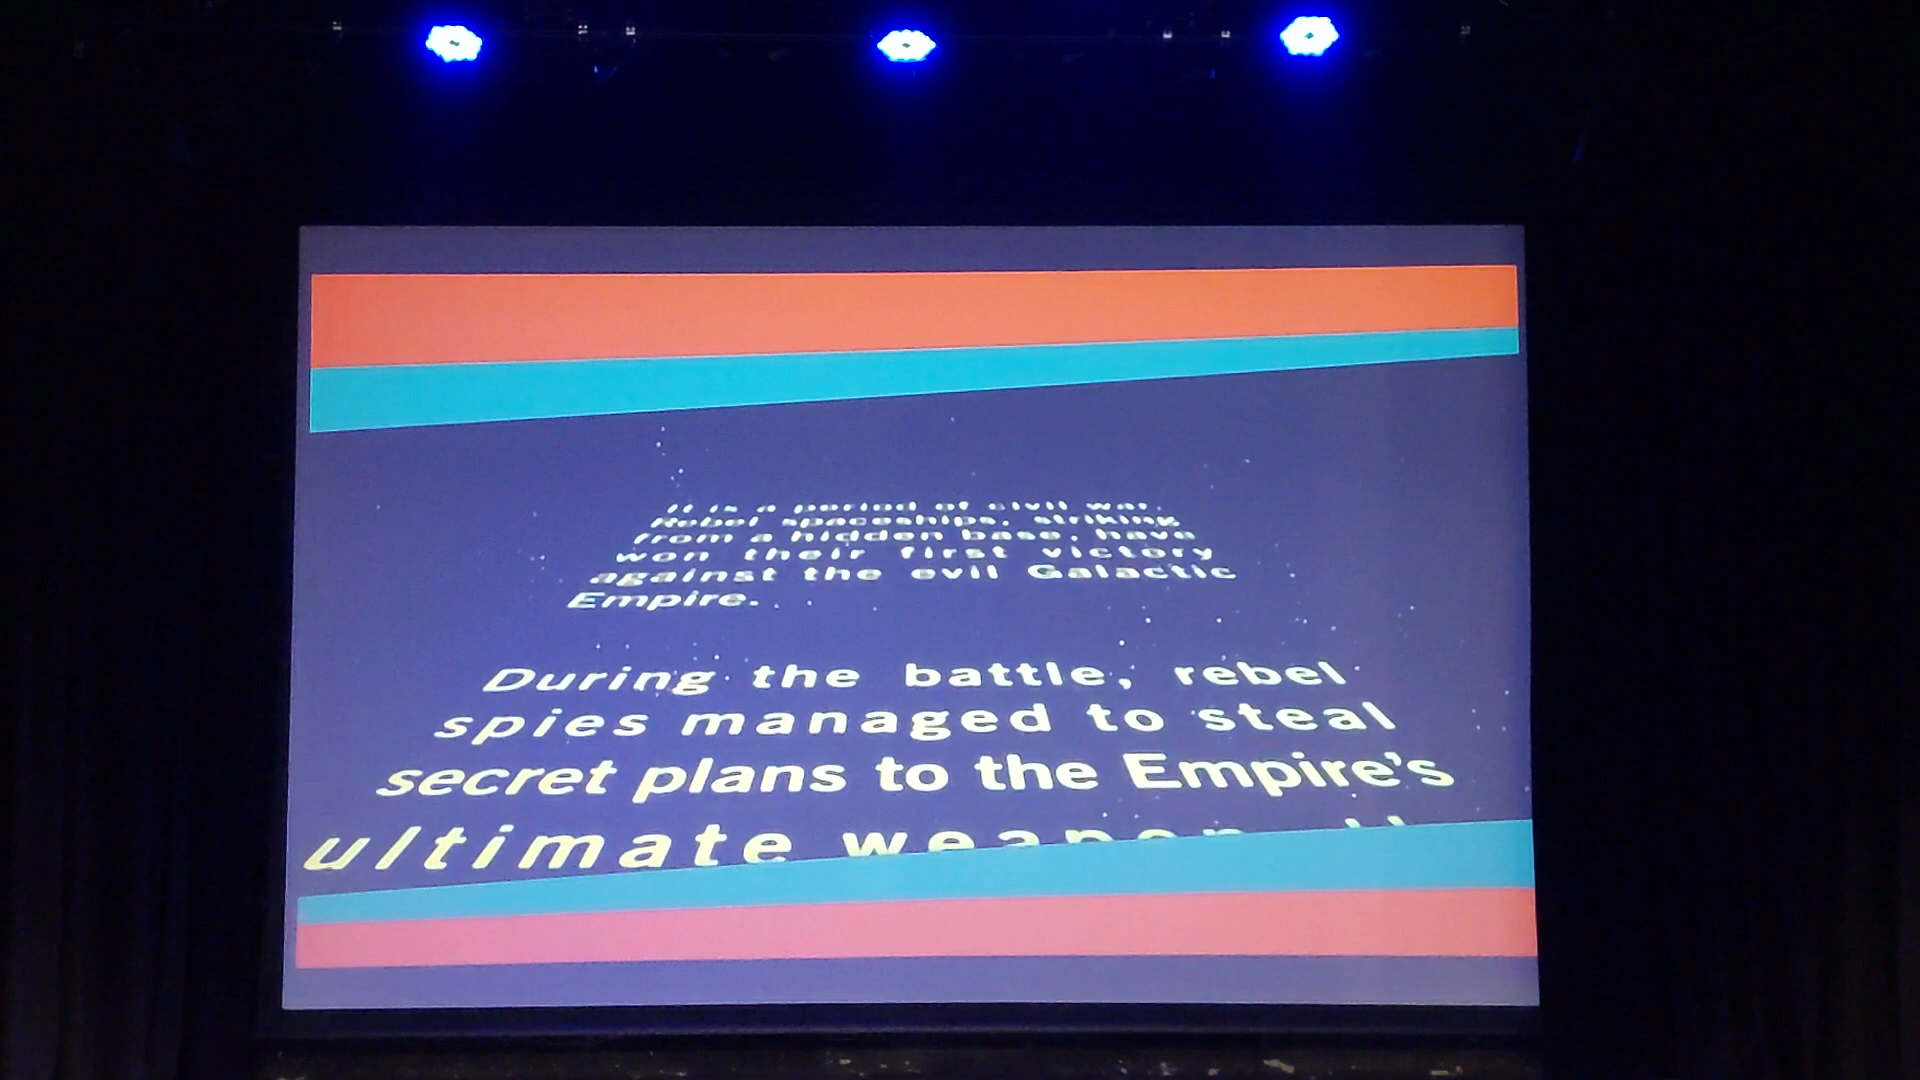 It is a period of civil war.
Rebel spaceships, striking
from a hidden base, have
won their first victory
against the evil Galactic
Empire.
During the battle, rebel
spies managed to steal
secret plans to the Empire's
ultimate weapon